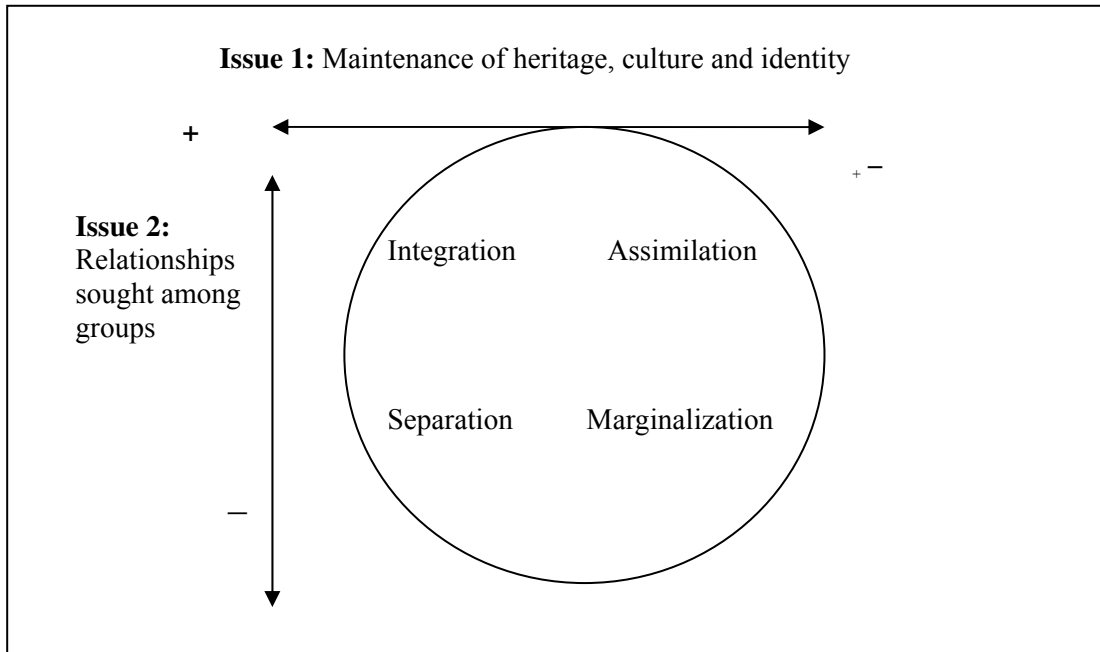 Issue 1: Maintenance of heritage, culture and identity
+
+ –
Issue 2:
Relationships
sought among
groups
Integration Assimilation
Separation Marginalization
–